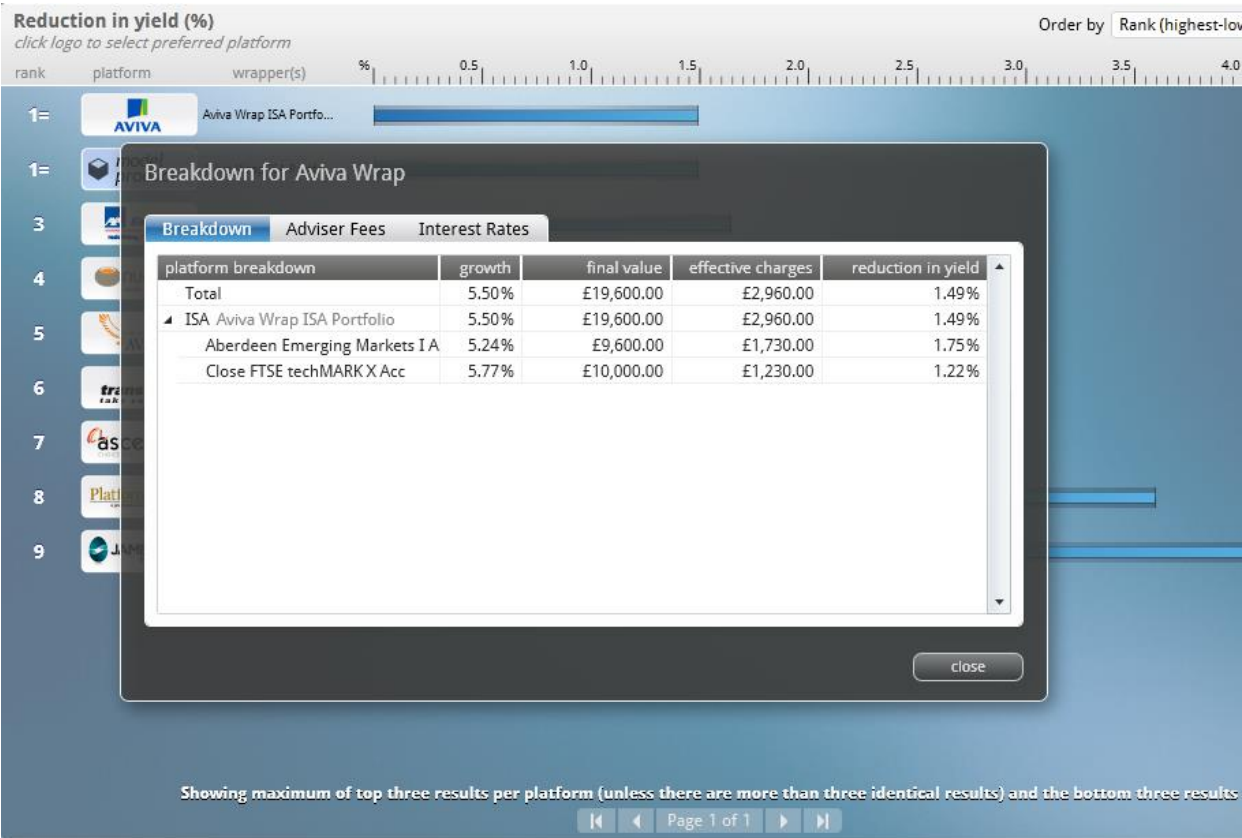 Reduction in yield (%)
Order by Rank (highest-low
click logo to select preferred platform
rank platform wrapper(s) % 0.5 1.0 1.5 2.0 2.5 3.0 3.5 4.0
1= AVIVA Aviva Wrap ISA Portfo...
1=
Breakdown for Aviva Wrap
3
Breakdown Adviser Fees Interest Rates
platform breakdown growth final value effective charges reduction in yield
4
Total 5.50% £19,600.00 £2,960.00 1.49%
ISA Aviva Wrap ISA Portfolio 5.50% £19,600.00 £2,960.00 1.49%
5
Aberdeen Emerging Markets I A 5.24% £9,600.00 £1,730.00 1.75%
Close FTSE techMARK X Acc 5.77% £10,000.00 £1,230.00 1.22%
6
7
8
9
close
Showing maximum of top three results per platform (unless there are more than three identical results) and the bottom three results
Page 1 of 1